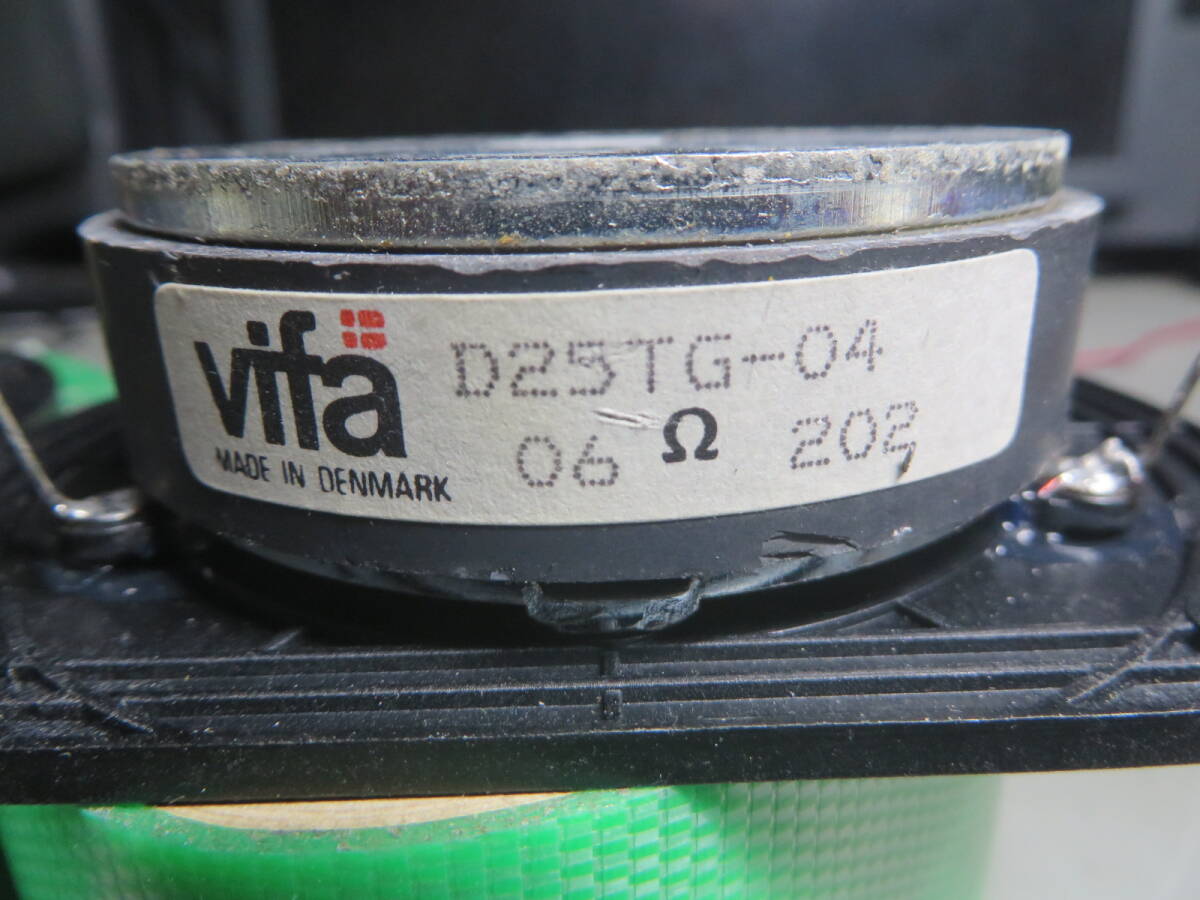 vifa
MADE IN DENMARK
D25TG-04
06 Ω 202